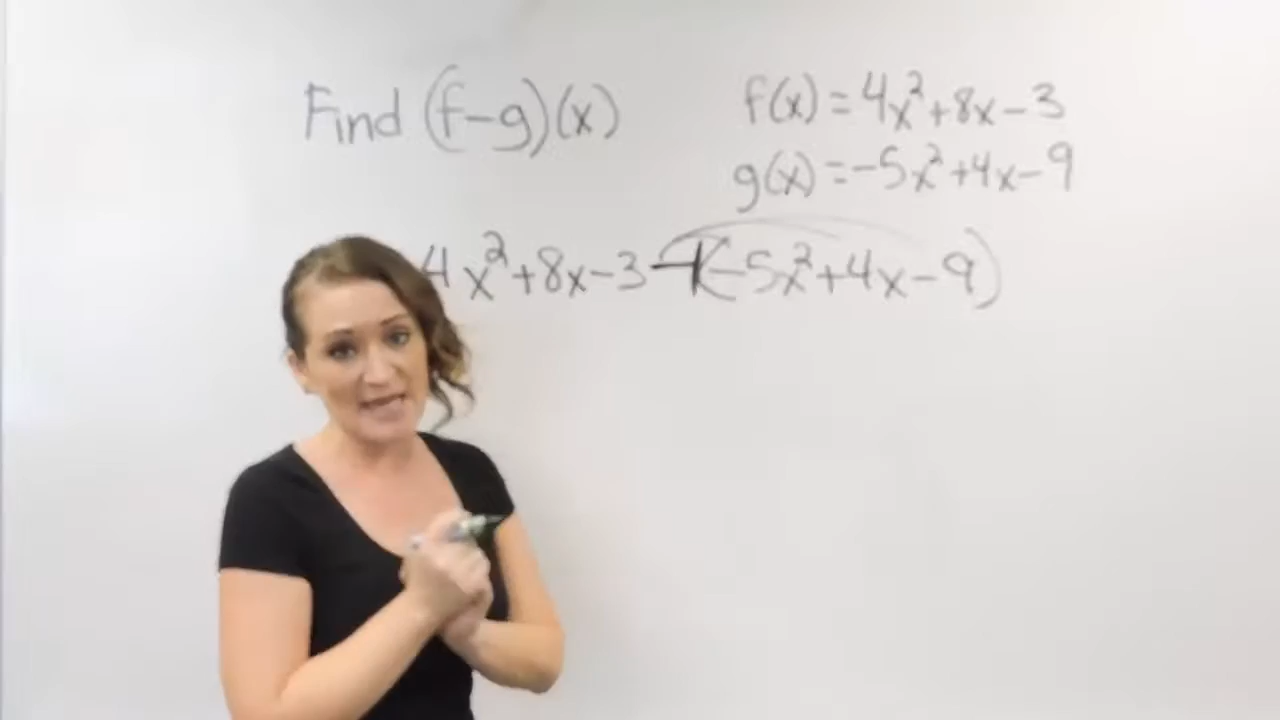 Find (f-g)(x)
f(x) = 4x²+8x-3
g(x) = -5x²+4x-9
4x²+8x-3-1(-5x²+4x-9)